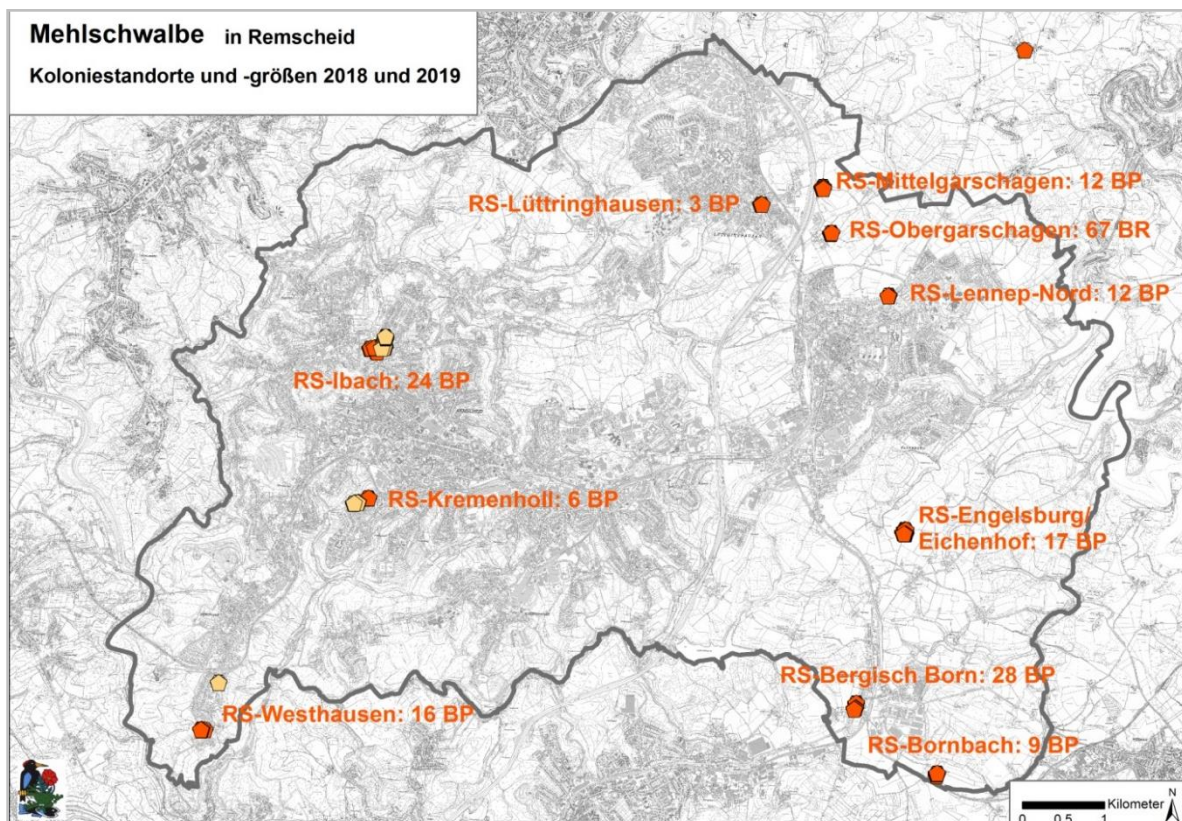 Mehlschwalbe in Remscheid
Koloniestandorte und -größen 2018 und 2019
RS-Mittelgarschagen: 12 BP
RS-Lüttringhausen: 3 BP
RS-Obergarschagen: 67 BR
RS-Lennep-Nord: 12 BP
RS-Ibach: 24 BP
RS-Kremenholl: 6 BP
RS-Engelsburg/
Eichenhof: 17 BP
RS-Bergisch Born: 28 BP
RS-Westhausen: 16 BP
RS-Bornbach: 9 BP
Kilometer
0 0.5 1
N